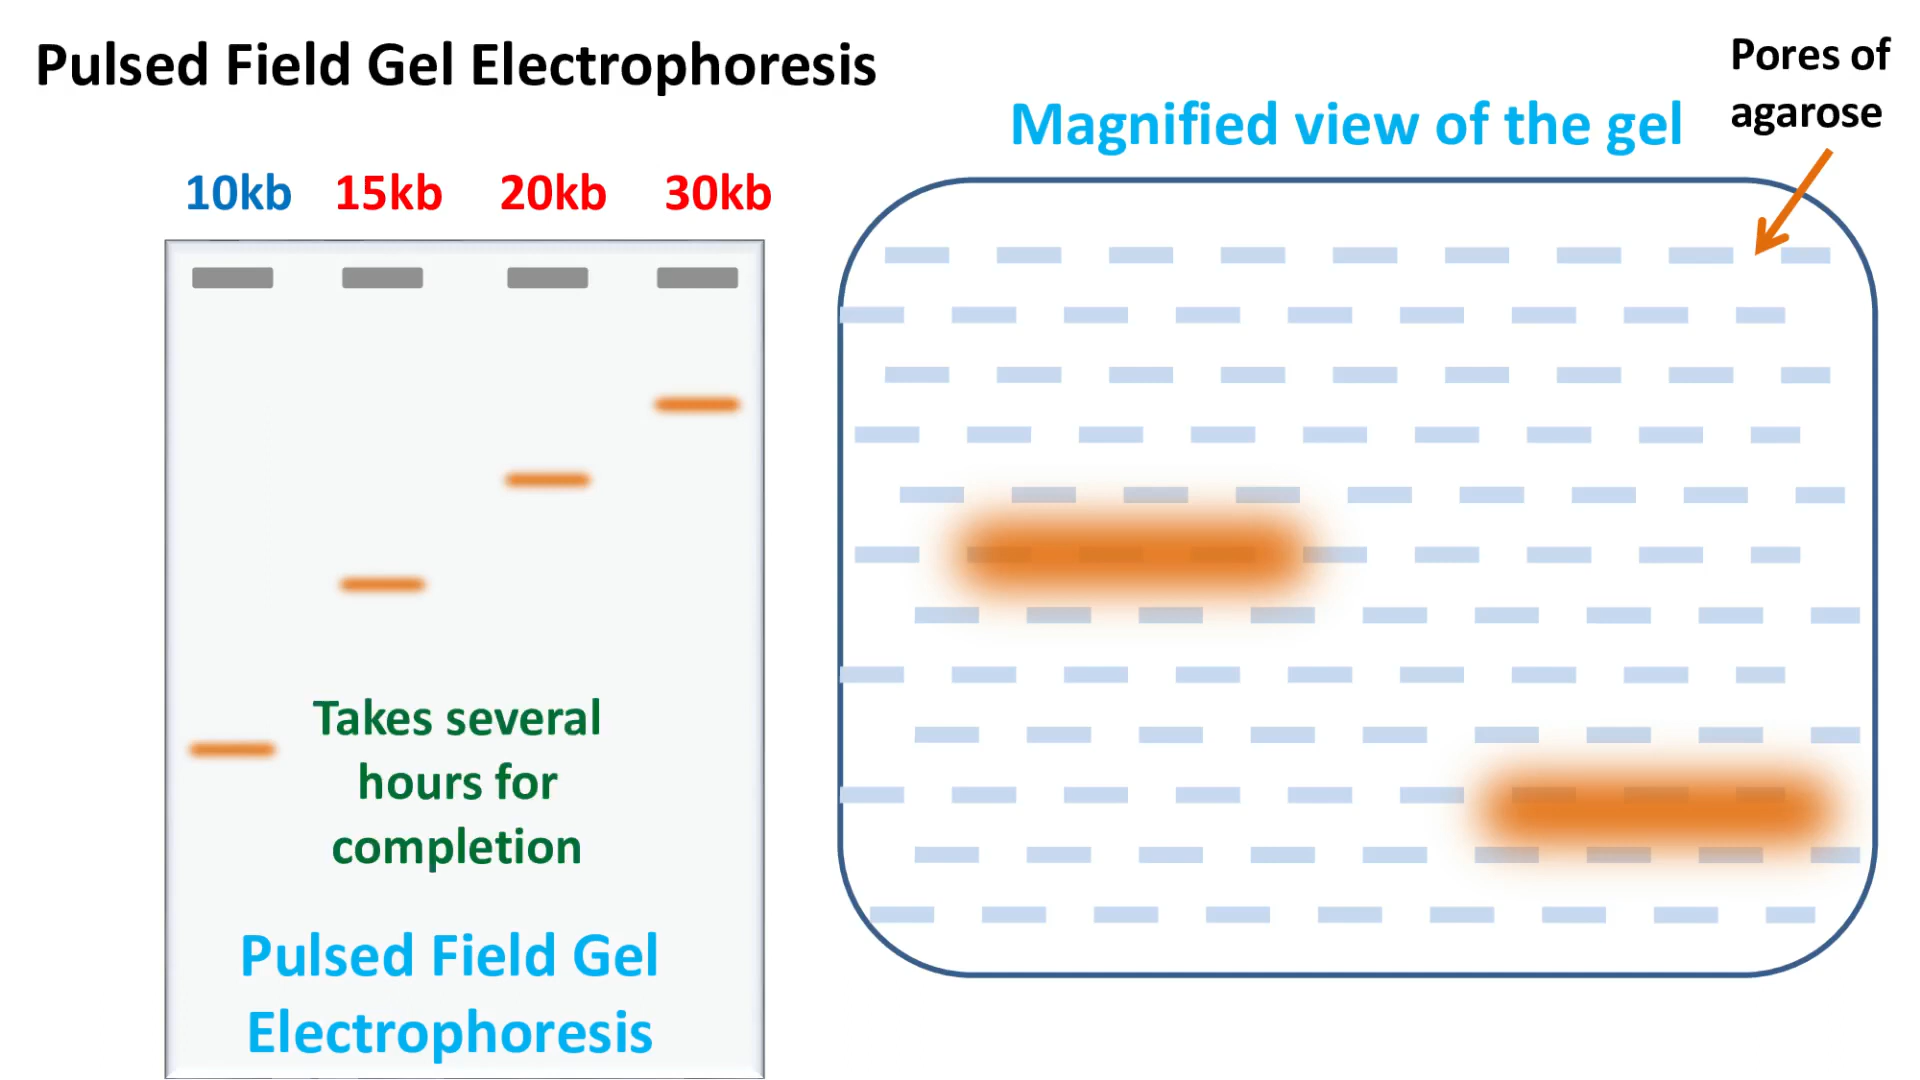 Pulsed Field Gel Electrophoresis
Pores of
agarose
Magnified view of the gel
10kb 15kb 20kb 30kb
Takes several
hours for
completion
Pulsed Field Gel
Electrophoresis